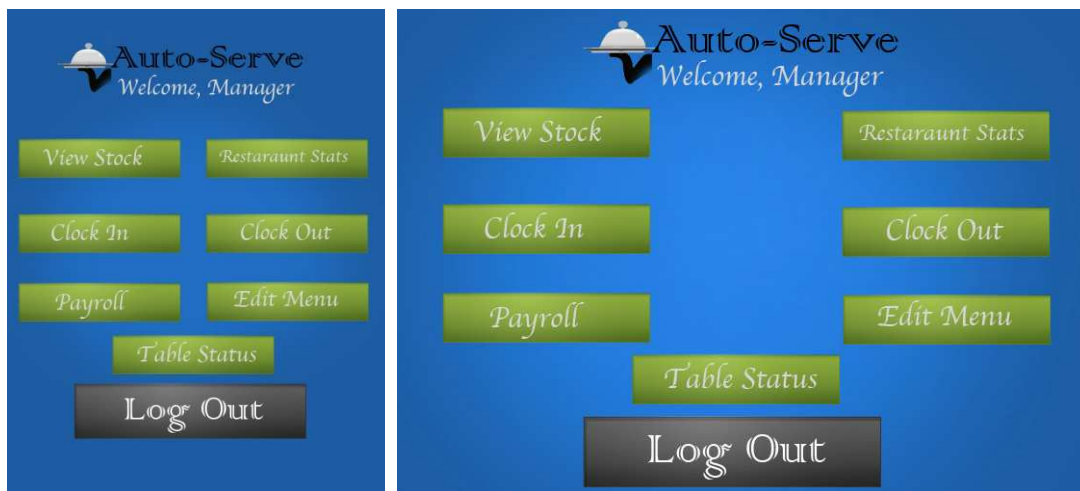 Auto-Serve
Welcome, Manager
View Stock
Restaraunt Stats
Clock In
Clock Out
Payroll
Edit Menu
Table Status
Log Out
Auto-Serve
Welcome, Manager
View Stock
Restaraunt Stats
Clock In
Clock Out
Payroll
Edit Menu
Table Status
Log Out